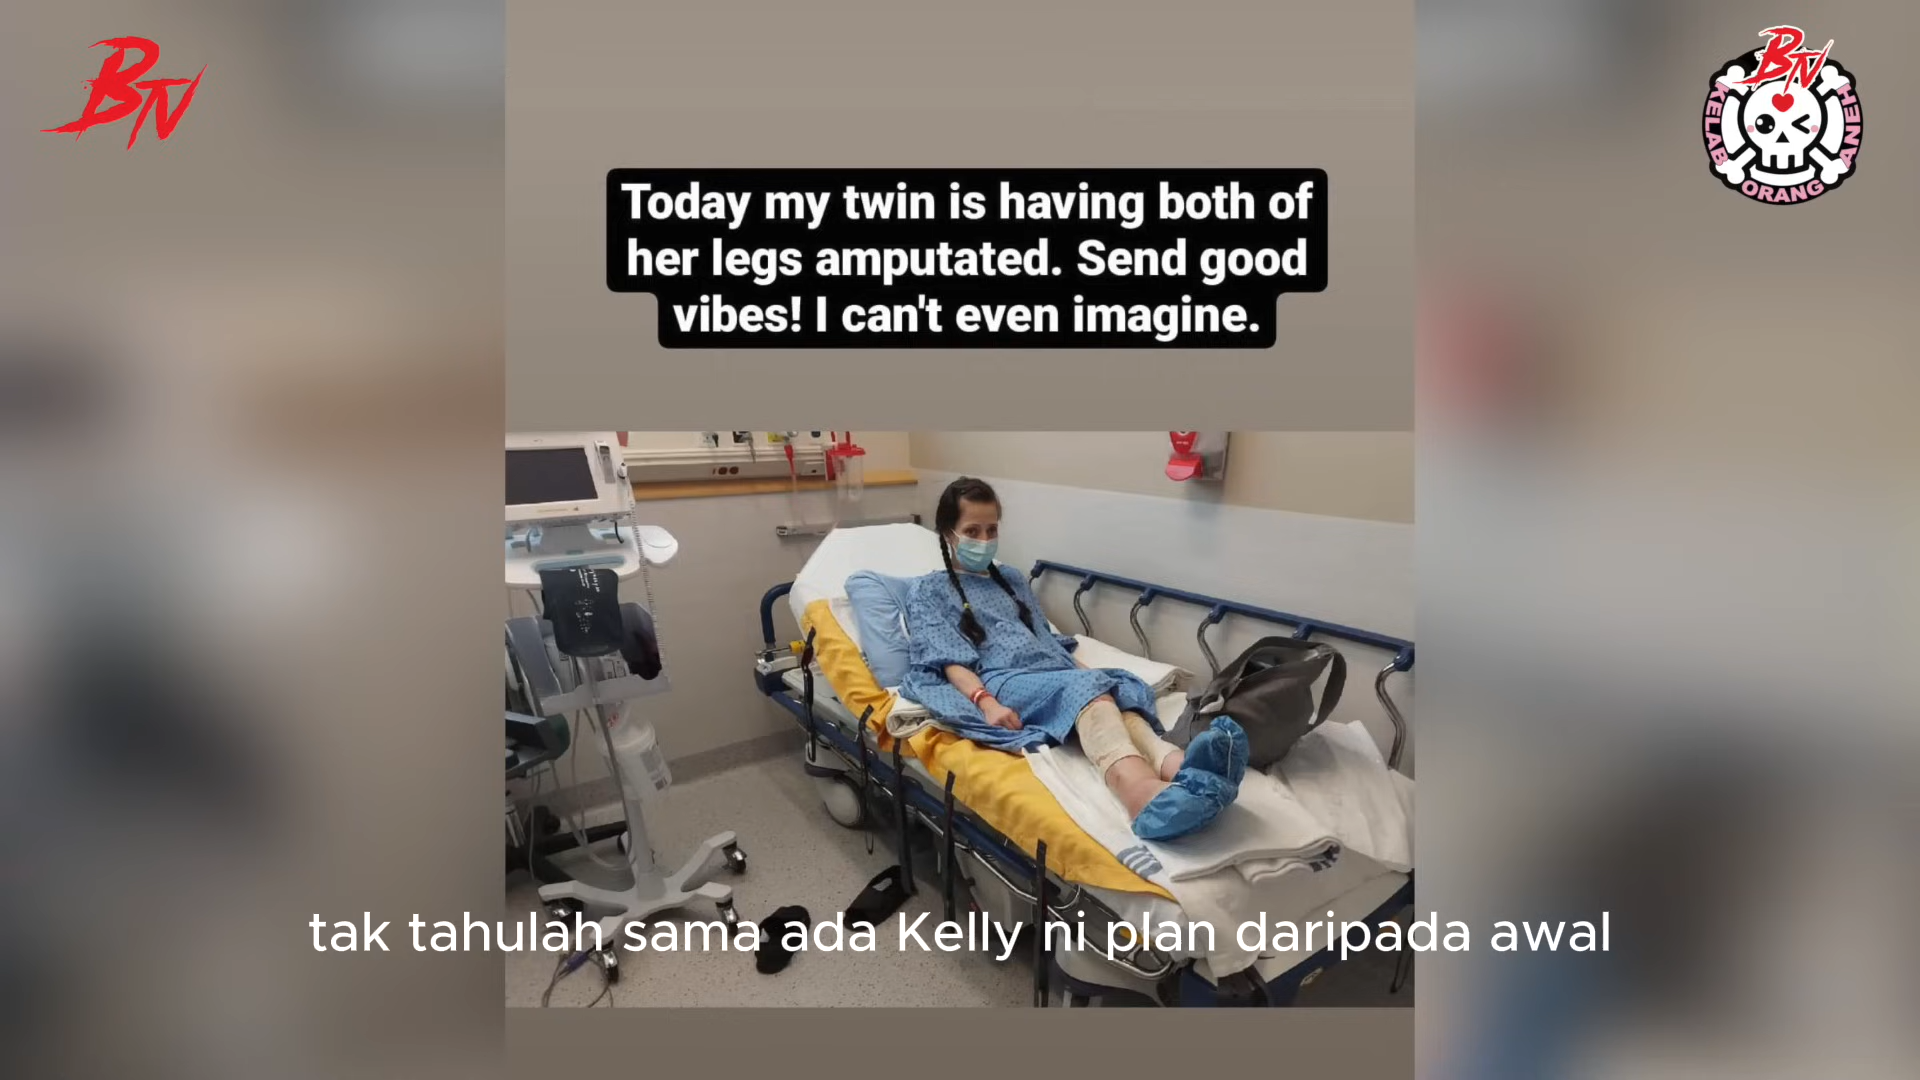 BN
BN
KELAB ORANG ANEH
Today my twin is having both of
her legs amputated. Send good
vibes! I can't even imagine.
tak tahulah sama ada Kelly ni plan daripada awal